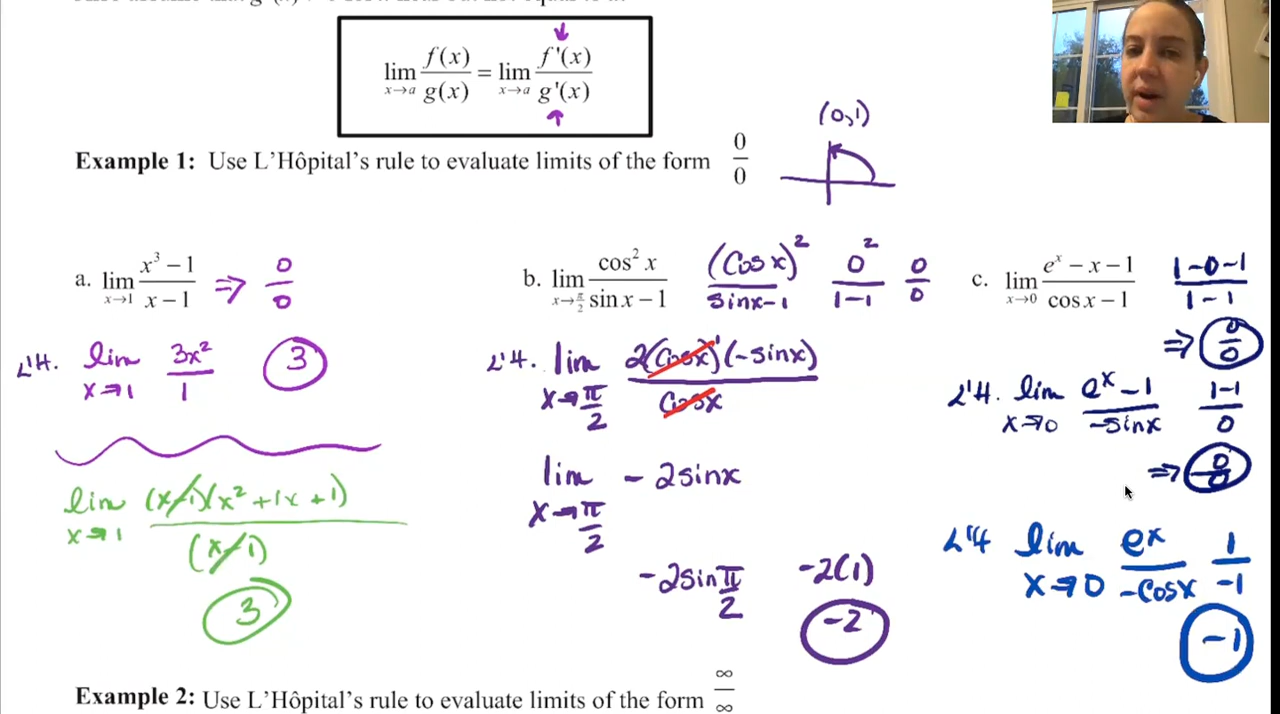 lim x→a f(x)/g(x) = lim x→a f'(x)/g'(x)
(0,1)
Example 1: Use L'Hôpital's rule to evaluate limits of the form 0/0
a. lim x→1 (x³ − 1)/(x − 1) ⇒ 0/0
L'H. lim x→1 3x²/1 3
lim x→1 (x-1)(x² + 1x + 1)/(x-1)
3
b. lim x→π/2 cos² x/(sin x − 1) (Cos x)²/(sinx-1) 0²/(1-1) 0/0
L'H. lim x→π/2 2(Cosx)'(-sinx)/Cosx
lim x→π/2 - 2sinx
-2sin π/2 -2(1)
-2
c. lim x→0 (eˣ − x − 1)/(cos x − 1) (1-0-1)/(1-1)
⇒ 0/0
L'H. lim x→0 (eˣ - 1)/(-sinx) (1-1)/0
⇒ 0/0
L'H lim x→0 eˣ/(-Cosx) 1/-1
-1
Example 2: Use L'Hôpital's rule to evaluate limits of the form ∞/∞